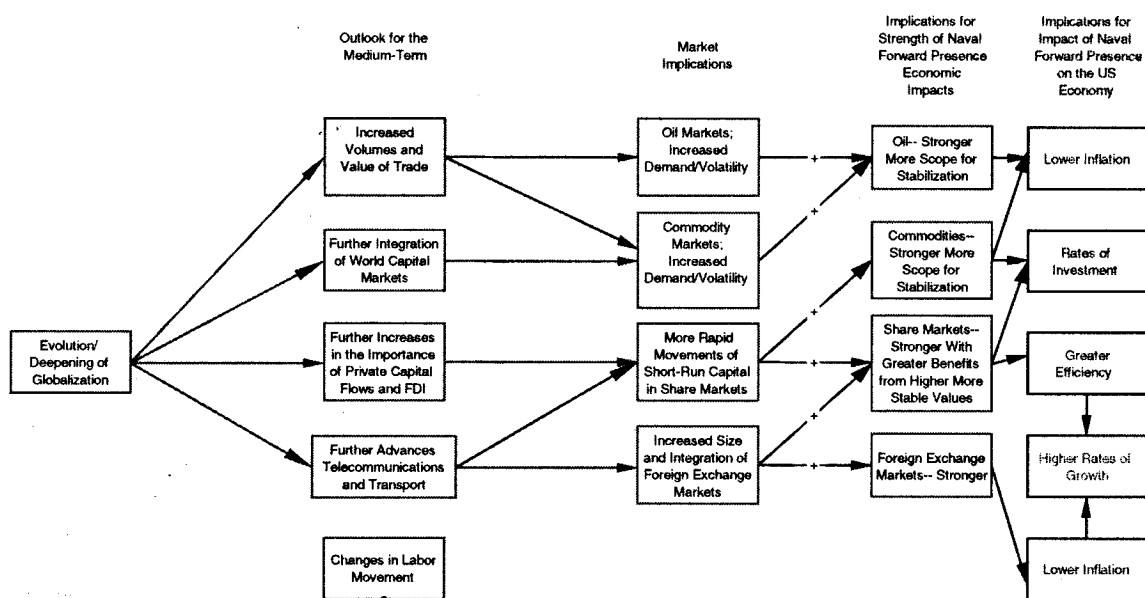 Outlook for the
Medium-Term
Market
Implications
Implications for
Strength of Naval
Forward Presence
Economic
Impacts
Implications for
Impact of Naval
Forward Presence
on the US
Economy
Evolution/
Deepening of
Globalization
Increased
Volumes and
Value of Trade
Further Integration
of World Capital
Markets
Further Increases
in the Importance
of Private Capital
Flows and FDI
Further Advances
Telecommunications
and Transport
Changes in Labor
Movement
Oil Markets;
Increased
Demand/Volatility
Commodity
Markets;
Increased
Demand/Volatility
More Rapid
Movements of
Short-Run Capital
in Share Markets
Increased Size
and Integration of
Foreign Exchange
Markets
+
+
+
+
+
+
Oil-- Stronger
More Scope for
Stabilization
Commodities--
Stronger More
Scope for
Stabilization
Share Markets--
Stronger With
Greater Benefits
from Higher More
Stable Values
Foreign Exchange
Markets-- Stronger
Lower Inflation
Rates of
Investment
Greater
Efficiency
Higher Rates of
Growth
Lower Inflation